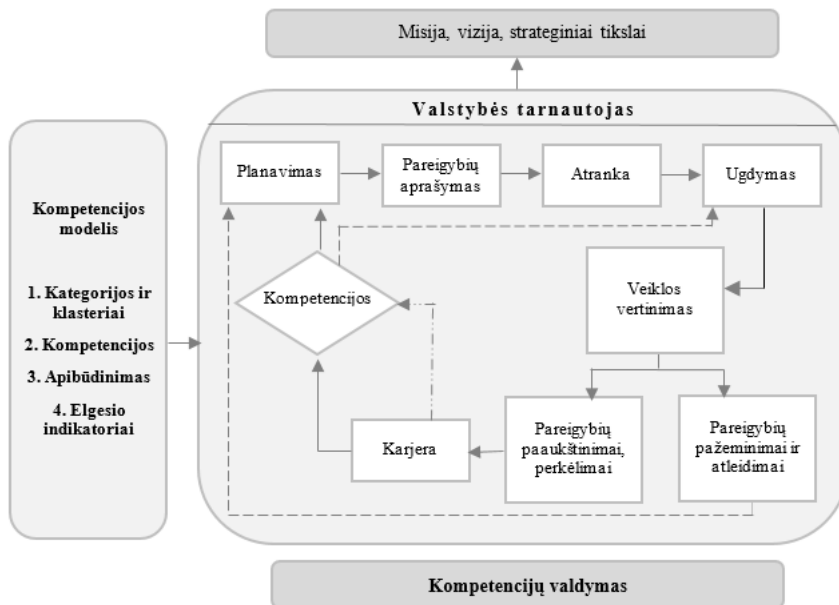 Misija, vizija, strateginiai tikslai
Valstybės tarnautojas
Kompetencijos
modelis
1. Kategorijos ir
klasteriai
2. Kompetencijos
3. Apibūdinimas
4. Elgesio
indikatoriai
Planavimas
Pareigybių
aprašymas
Atranka
Ugdymas
Kompetencijos
Veiklos
vertinimas
Karjera
Pareigybių
paaukštinimai,
perkėlimai
Pareigybių
pažeminimai ir
atleidimai
Kompetencijų valdymas